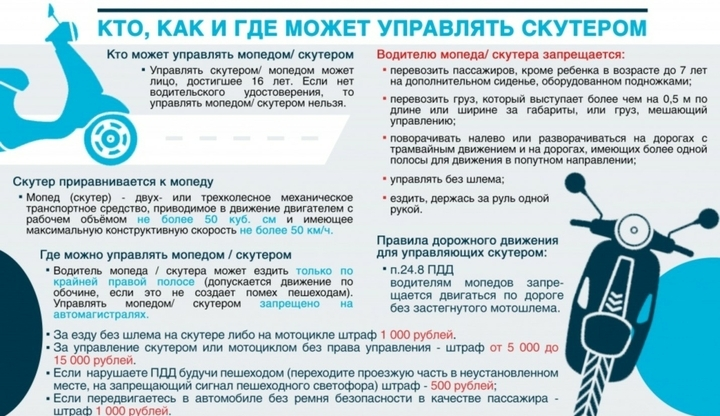 КТО, КАК И ГДЕ МОЖЕТ УПРАВЛЯТЬ СКУТЕРОМ
Кто может управлять мопедом/ скутером
▪ Управлять скутером/ мопедом может
лицо, достигшее 16 лет. Если нет
водительского удостоверения, то
управлять мопедом/ скутером нельзя.
Скутер приравнивается к мопеду
▪ Мопед (скутер) - двух- или трехколесное механическое
транспортное средство, приводимое в движение двигателем с
рабочем объёмом не более 50 куб. см и имеющее
максимальную конструктивную скорость не более 50 км/ч.
Где можно управлять мопедом / скутером
▪ Водитель мопеда / скутера может ездить только по
крайней правой полосе (допускается движение по
обочине, если это не создает помех пешеходам).
Управлять мопедом/ скутером запрещено на
автомагистралях.
Водителю мопеда/ скутера запрещается:
▪ перевозить пассажиров, кроме ребенка в возрасте до 7 лет
на дополнительном сиденье, оборудованном подножками;
▪ перевозить груз, который выступает более чем на 0,5 м по
длине или ширине за габариты, или груз, мешающий
управлению;
▪ поворачивать налево или разворачиваться на дорогах с
трамвайным движением и на дорогах, имеющих более одной
полосы для движения в попутном направлении;
▪ управлять без шлема;
▪ ездить, держась за руль одной
рукой.
Правила дорожного движения
для управляющих скутером:
▪ п.24.8 ПДД
водителям мопедов запре-
щается двигаться по дороге
без застегнутого мотошлема.
▪ За езду без шлема на скутере либо на мотоцикле штраф 1 000 рублей.
▪ За управление скутером или мотоциклом без права управления - штраф от 5 000 до
15 000 рублей.
▪ Если нарушаете ПДД будучи пешеходом (переходите проезжую часть в неустановленном
месте, на запрещающий сигнал пешеходного светофора) штраф - 500 рублей;
▪ Если передвигаетесь в автомобиле без ремня безопасности в качестве пассажира -
штраф 1 000 рублей.